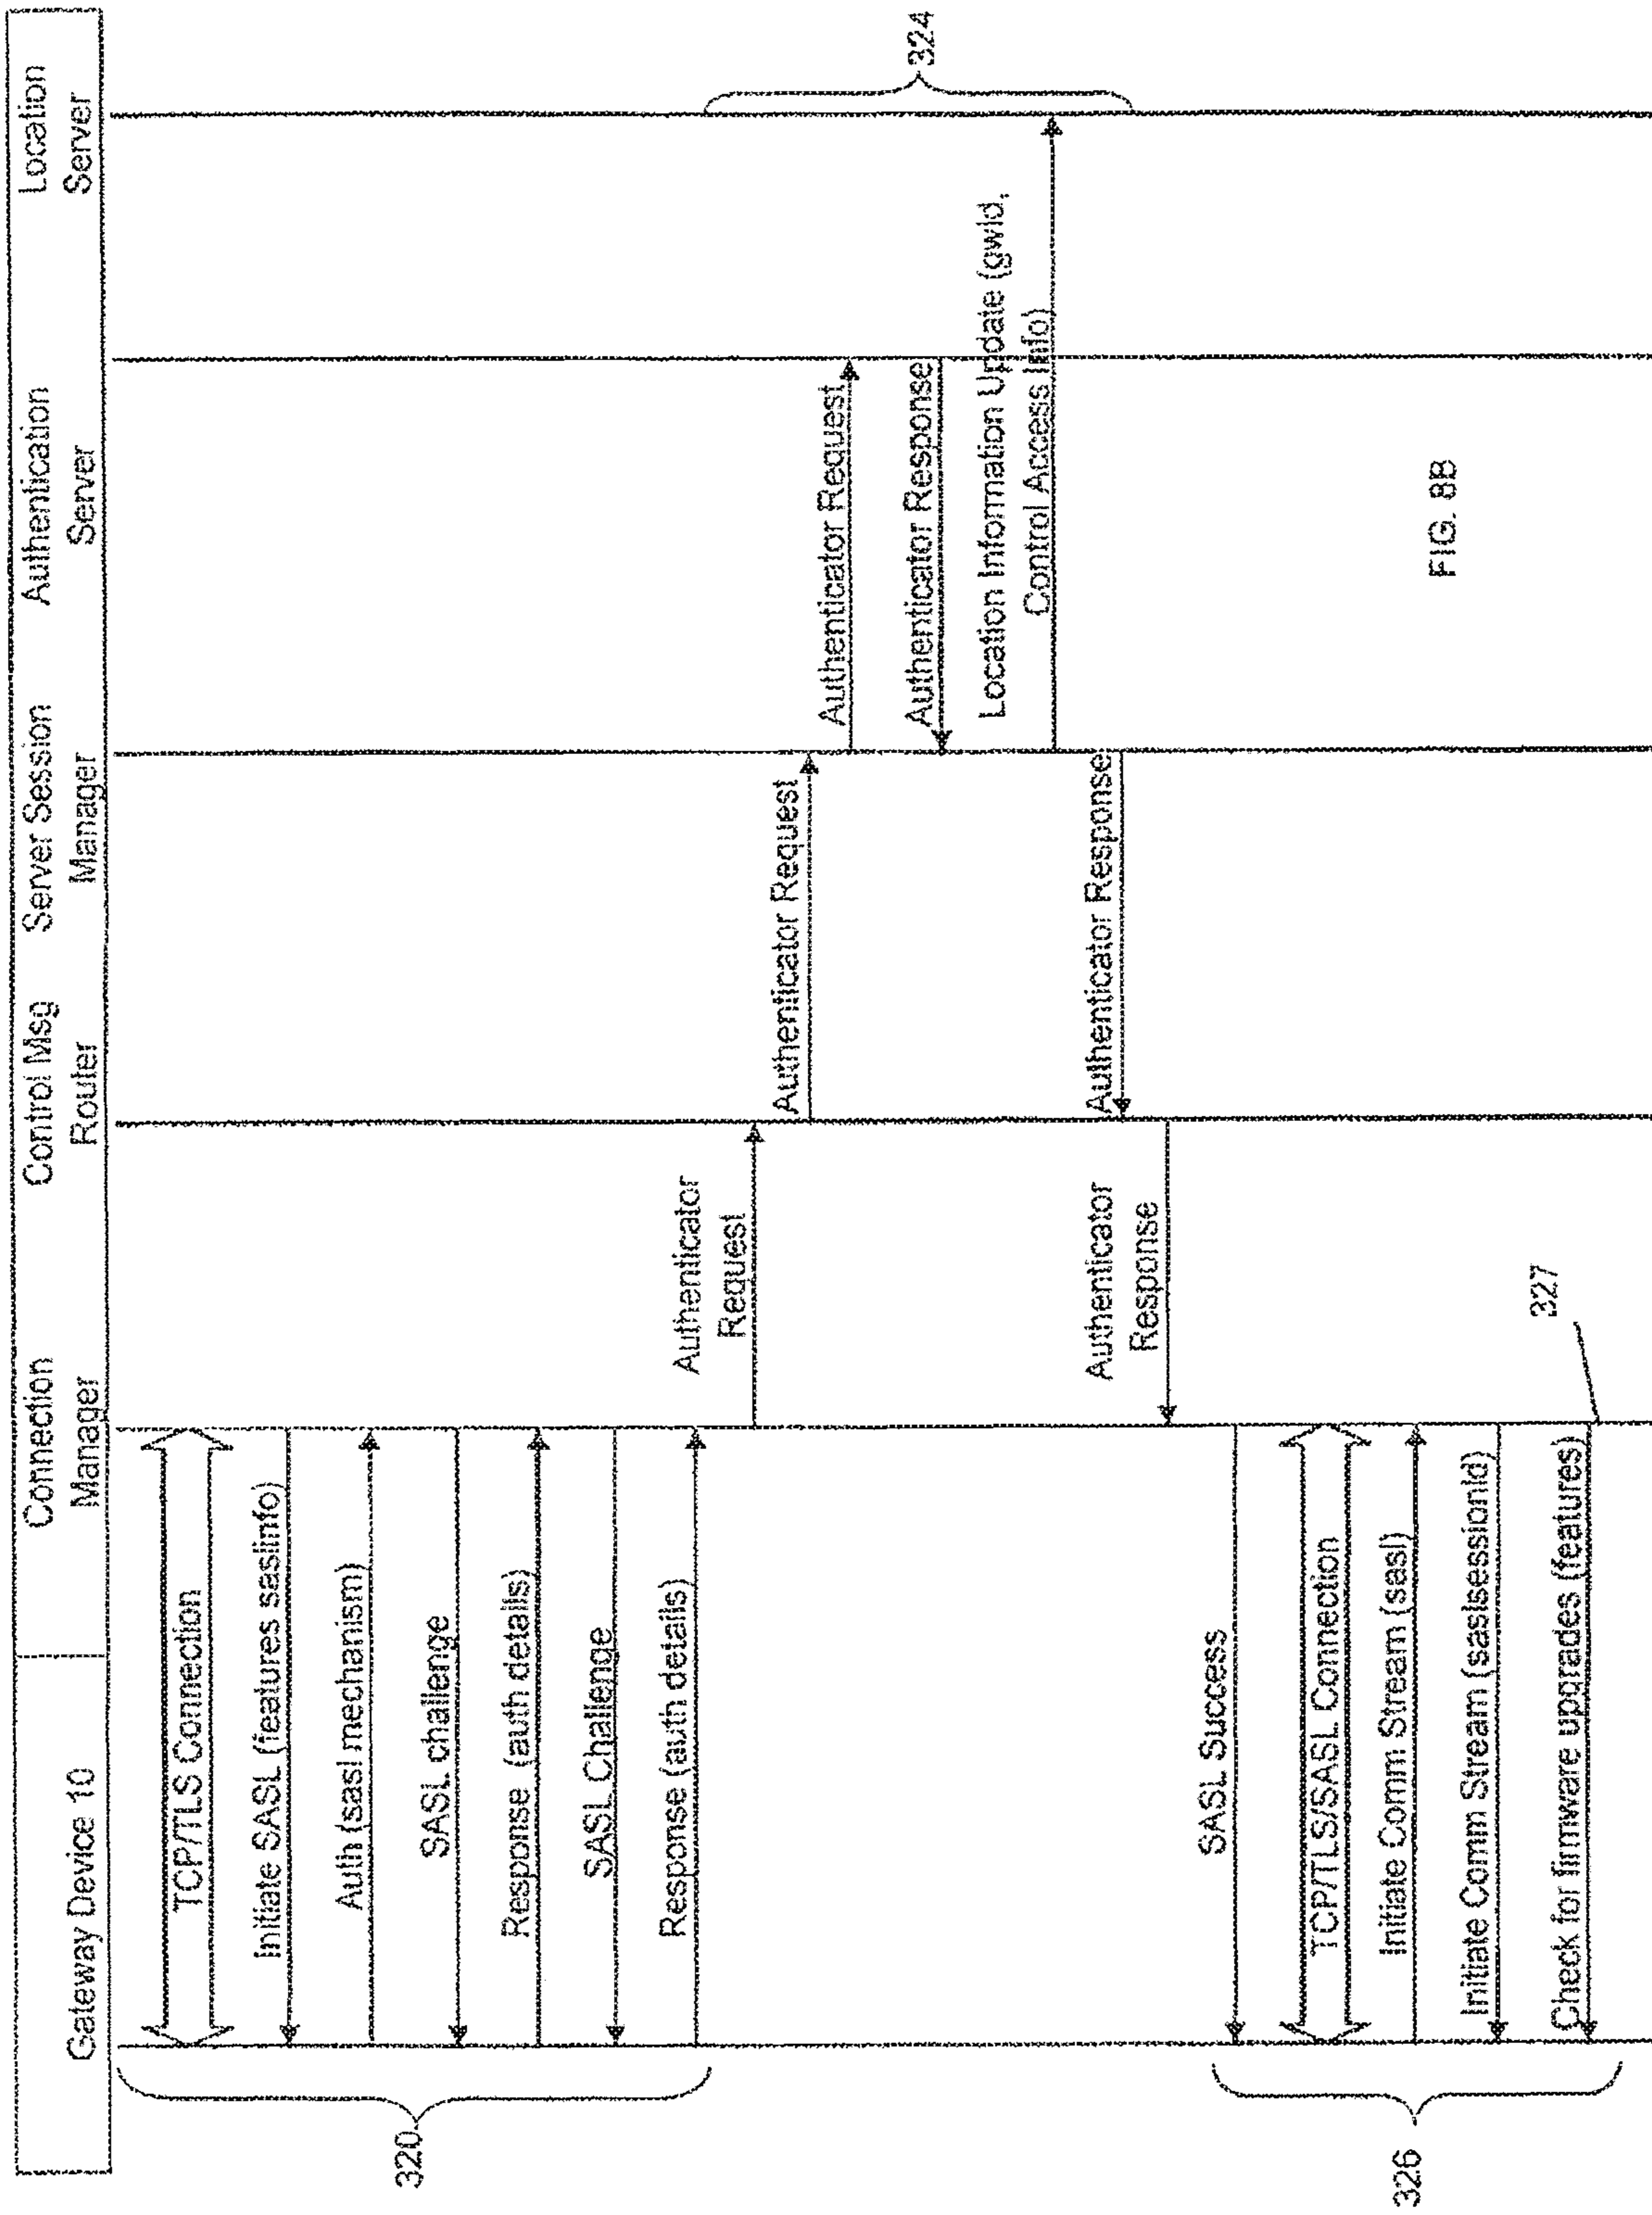 Gateway Device 10
Connection
Manager
Control Msg
Router
Server Session
Manager
Authentication
Server
Location
Server
TCP/TLS Connection
Initiate SASL (features saslinfo)
Auth (sasl mechanism)
SASL challenge
Response (auth details)
SASL Challenge
Response (auth details)
320
Authenticator
Request
Authenticator Request
Authenticator Request
Authenticator Response
Location Information Update (gwId,
Control Access Info)
324
Authenticator Response
Authenticator
Response
SASL Success
TCP/TLS/SASL Connection
Initiate Comm Stream (sasl)
Initiate Comm Stream (saslsessionId)
Check for firmware upgrades (features)
326
327
FIG. 8B